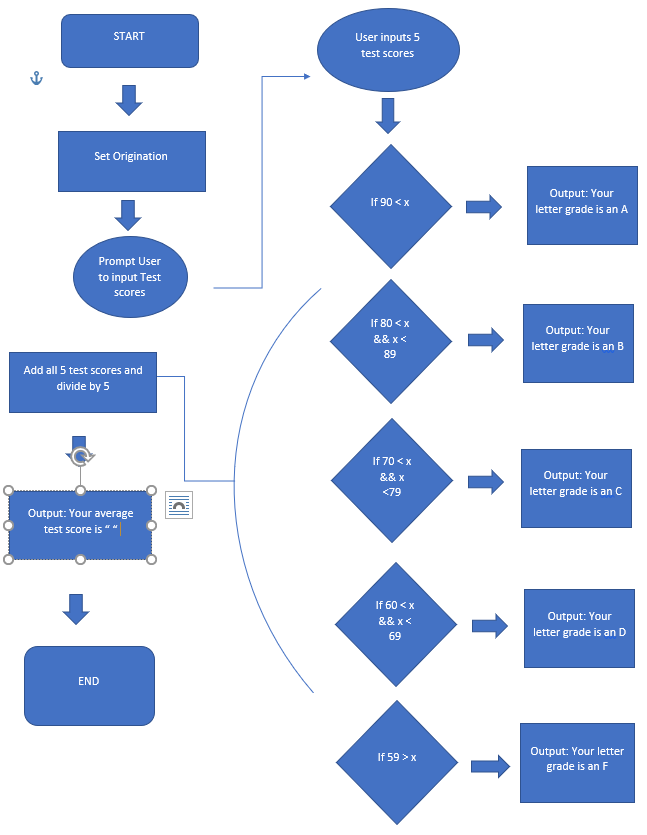 START
Set Origination
Prompt User
to input Test
scores
User inputs 5
test scores
If 90 < x
Output: Your
letter grade is an A
If 80 < x
&& x <
89
Output: Your
letter grade is an B
If 70 < x
&& x
<79
Output: Your
letter grade is an C
If 60 < x
&& x <
69
Output: Your
letter grade is an D
If 59 > x
Output: Your letter
grade is an F
Add all 5 test scores and
divide by 5
Output: Your average
test score is “ “
END